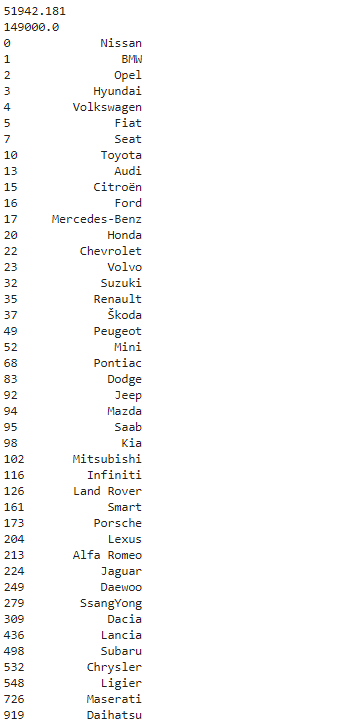 51942.181
149000.0
0 Nissan
1 BMW
2 Opel
3 Hyundai
4 Volkswagen
5 Fiat
7 Seat
10 Toyota
13 Audi
15 Citroën
16 Ford
17 Mercedes-Benz
20 Honda
22 Chevrolet
23 Volvo
32 Suzuki
35 Renault
37 Škoda
49 Peugeot
52 Mini
68 Pontiac
83 Dodge
92 Jeep
94 Mazda
95 Saab
98 Kia
102 Mitsubishi
116 Infiniti
126 Land Rover
161 Smart
173 Porsche
204 Lexus
213 Alfa Romeo
224 Jaguar
249 Daewoo
279 SsangYong
309 Dacia
436 Lancia
498 Subaru
532 Chrysler
548 Ligier
726 Maserati
919 Daihatsu